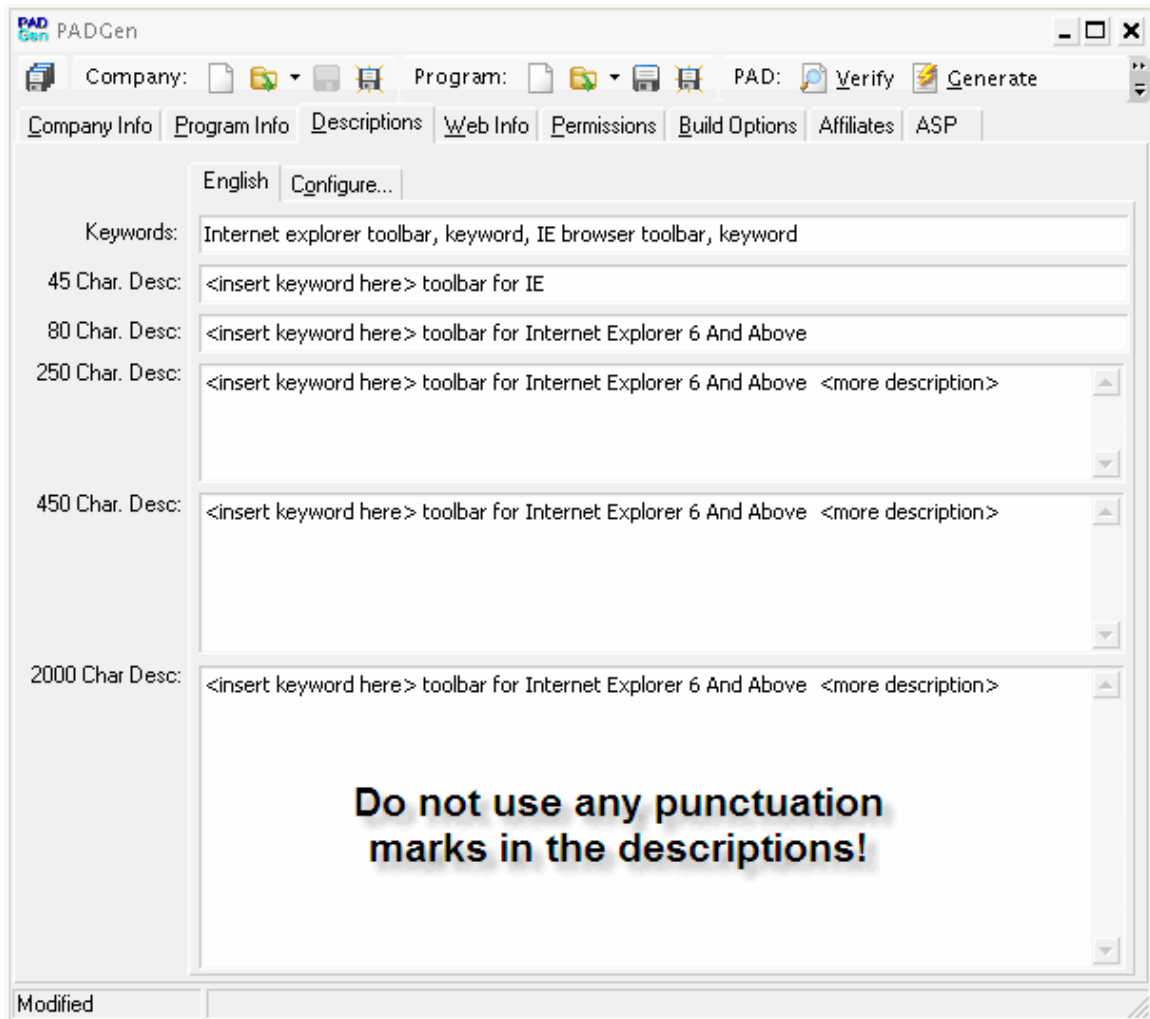 PAD Gen PADGen
Company: Program: PAD: Verify Generate
Company Info Program Info Descriptions Web Info Permissions Build Options Affiliates ASP
English Configure...
Keywords: Internet explorer toolbar, keyword, IE browser toolbar, keyword
45 Char. Desc: <insert keyword here> toolbar for IE
80 Char. Desc: <insert keyword here> toolbar for Internet Explorer 6 And Above
250 Char. Desc: <insert keyword here> toolbar for Internet Explorer 6 And Above  <more description>
450 Char. Desc: <insert keyword here> toolbar for Internet Explorer 6 And Above  <more description>
2000 Char Desc: <insert keyword here> toolbar for Internet Explorer 6 And Above  <more description>
Do not use any punctuation
marks in the descriptions!
Modified